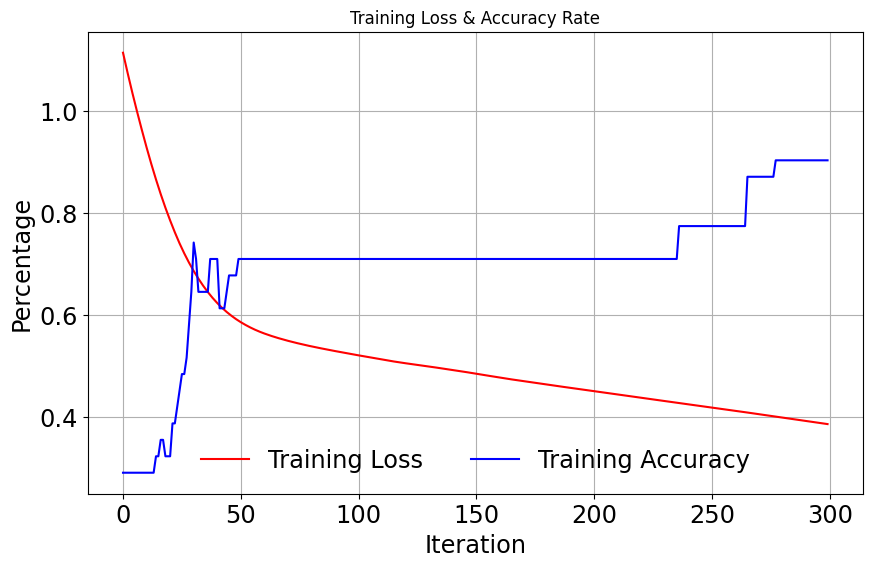 Training Loss & Accuracy Rate
Percentage
1.0
0.8
0.6
0.4
Training Loss Training Accuracy
0 50 100 150 200 250 300
Iteration